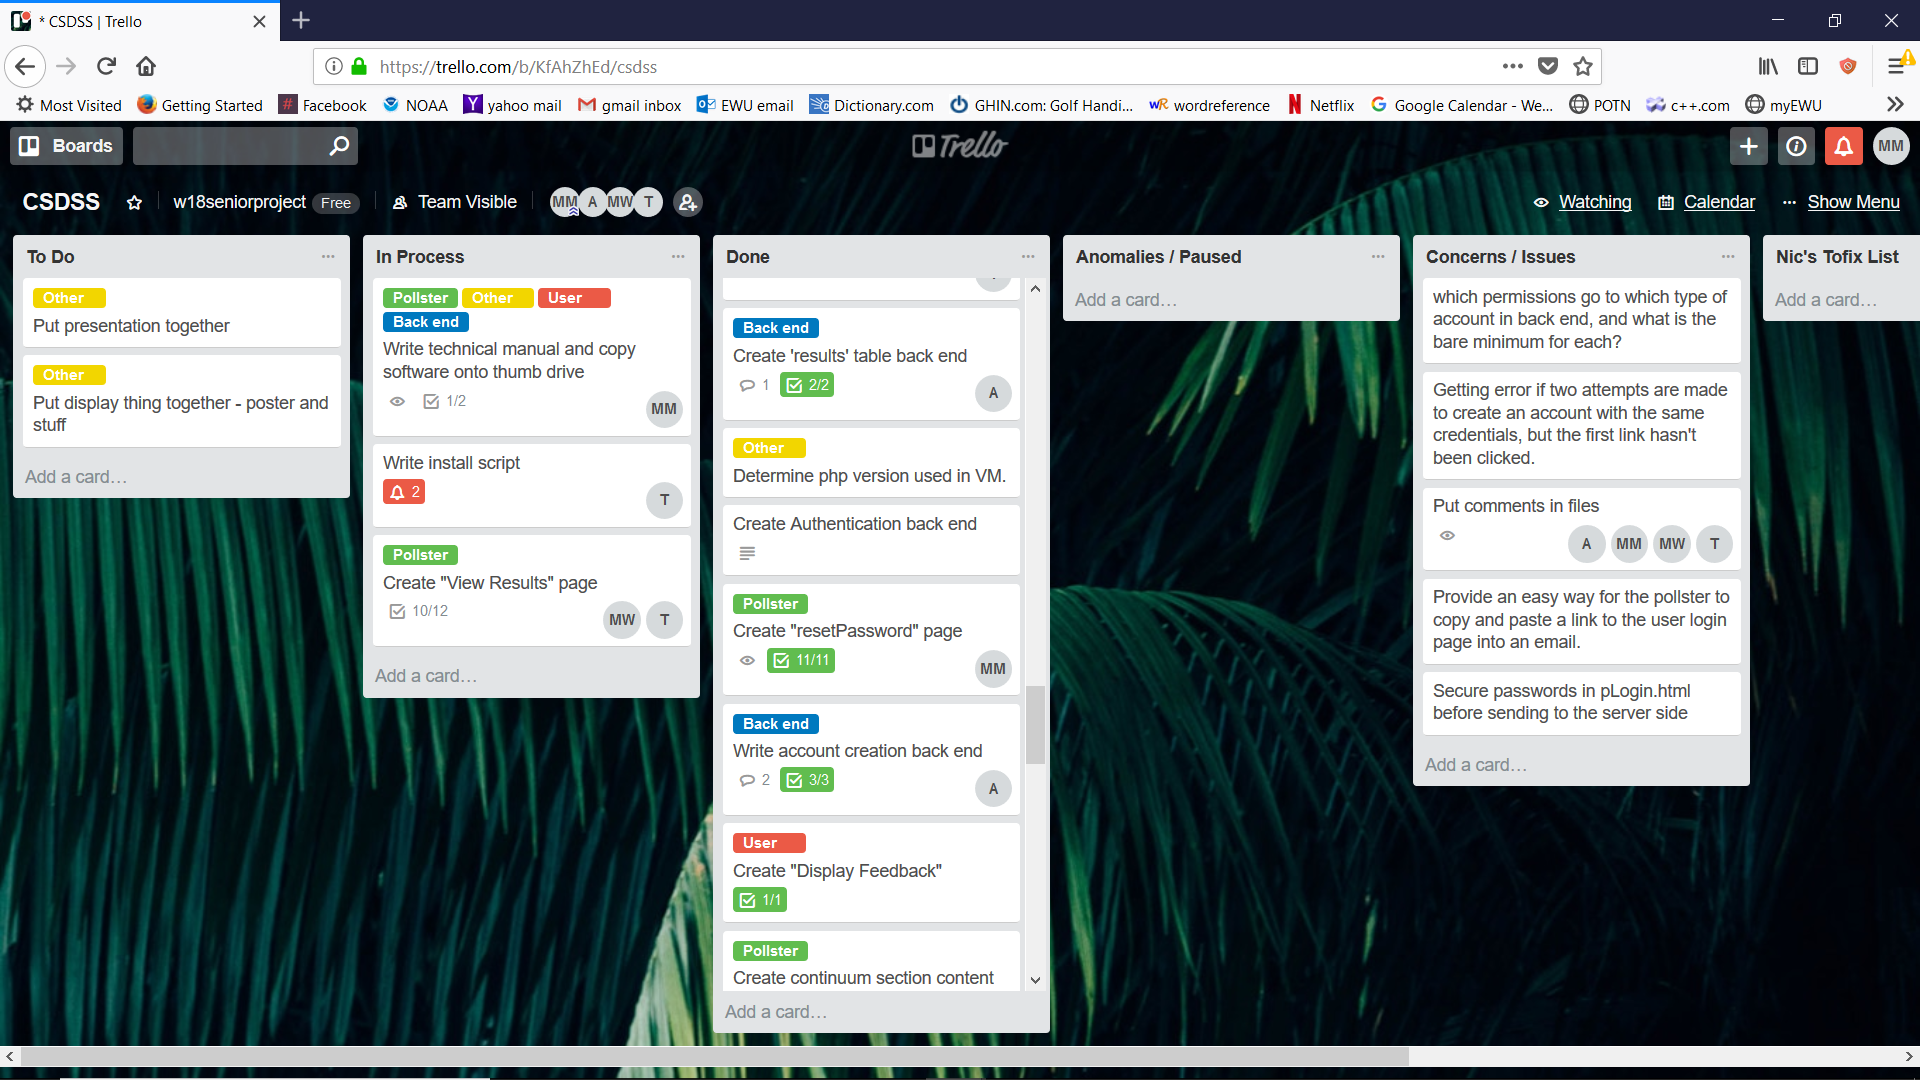 * CSDSS | Trello
https://trello.com/b/KfAhZhEd/csdss
Most Visited
Getting Started
Facebook
NOAA
yahoo mail
gmail inbox
EWU email
Dictionary.com
GHIN.com: Golf Handi...
wordreference
Netflix
Google Calendar - We...
POTN
c++.com
myEWU
Boards
Trello
MM
CSDSS
w18seniorproject
Free
Team Visible
MM
A
MW
T
Watching
Calendar
Show Menu
To Do
Other
Put presentation together
Other
Put display thing together - poster and
stuff
Add a card…
In Process
Pollster
Other
User
Back end
Write technical manual and copy
software onto thumb drive
1/2
MM
Write install script
2
T
Pollster
Create "View Results" page
10/12
MW
T
Add a card…
Done
Back end
Create 'results' table back end
1
2/2
A
Other
Determine php version used in VM.
Create Authentication back end
Pollster
Create "resetPassword" page
11/11
MM
Back end
Write account creation back end
2
3/3
A
User
Create "Display Feedback"
1/1
Pollster
Create continuum section content
Add a card…
Anomalies / Paused
Add a card…
Concerns / Issues
which permissions go to which type of
account in back end, and what is the
bare minimum for each?
Getting error if two attempts are made
to create an account with the same
credentials, but the first link hasn't
been clicked.
Put comments in files
A
MM
MW
T
Provide an easy way for the pollster to
copy and paste a link to the user login
page into an email.
Secure passwords in pLogin.html
before sending to the server side
Add a card…
Nic's Tofix List
Add a card…